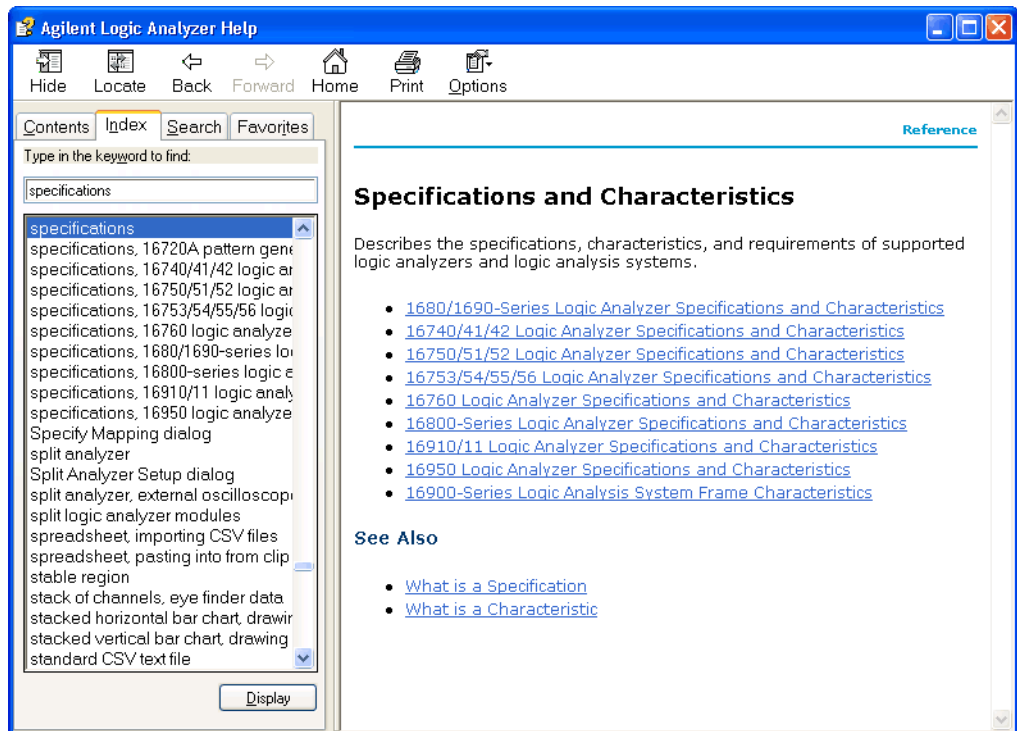 Agilent Logic Analyzer Help
Hide Locate Back Forward Home Print Options
Contents Index Search Favorites
Type in the keyword to find:
specifications
specifications
specifications, 16720A pattern gene
specifications, 16740/41/42 logic ar
specifications, 16750/51/52 logic ar
specifications, 16753/54/55/56 logic
specifications, 16760 logic analyze
specifications, 1680/1690-series lo
specifications, 16800-series logic a
specifications, 16910/11 logic analy
specifications, 16950 logic analyze
Specify Mapping dialog
split analyzer
Split Analyzer Setup dialog
split analyzer, external oscilloscop
split logic analyzer modules
spreadsheet, importing CSV files
spreadsheet, pasting into from clip
stable region
stack of channels, eye finder data
stacked horizontal bar chart, drawin
stacked vertical bar chart, drawing
standard CSV text file
Display
Reference
Specifications and Characteristics
Describes the specifications, characteristics, and requirements of supported
logic analyzers and logic analysis systems.
1680/1690-Series Logic Analyzer Specifications and Characteristics
16740/41/42 Logic Analyzer Specifications and Characteristics
16750/51/52 Logic Analyzer Specifications and Characteristics
16753/54/55/56 Logic Analyzer Specifications and Characteristics
16760 Logic Analyzer Specifications and Characteristics
16800-Series Logic Analyzer Specifications and Characteristics
16910/11 Logic Analyzer Specifications and Characteristics
16950 Logic Analyzer Specifications and Characteristics
16900-Series Logic Analysis System Frame Characteristics
See Also
What is a Specification
What is a Characteristic